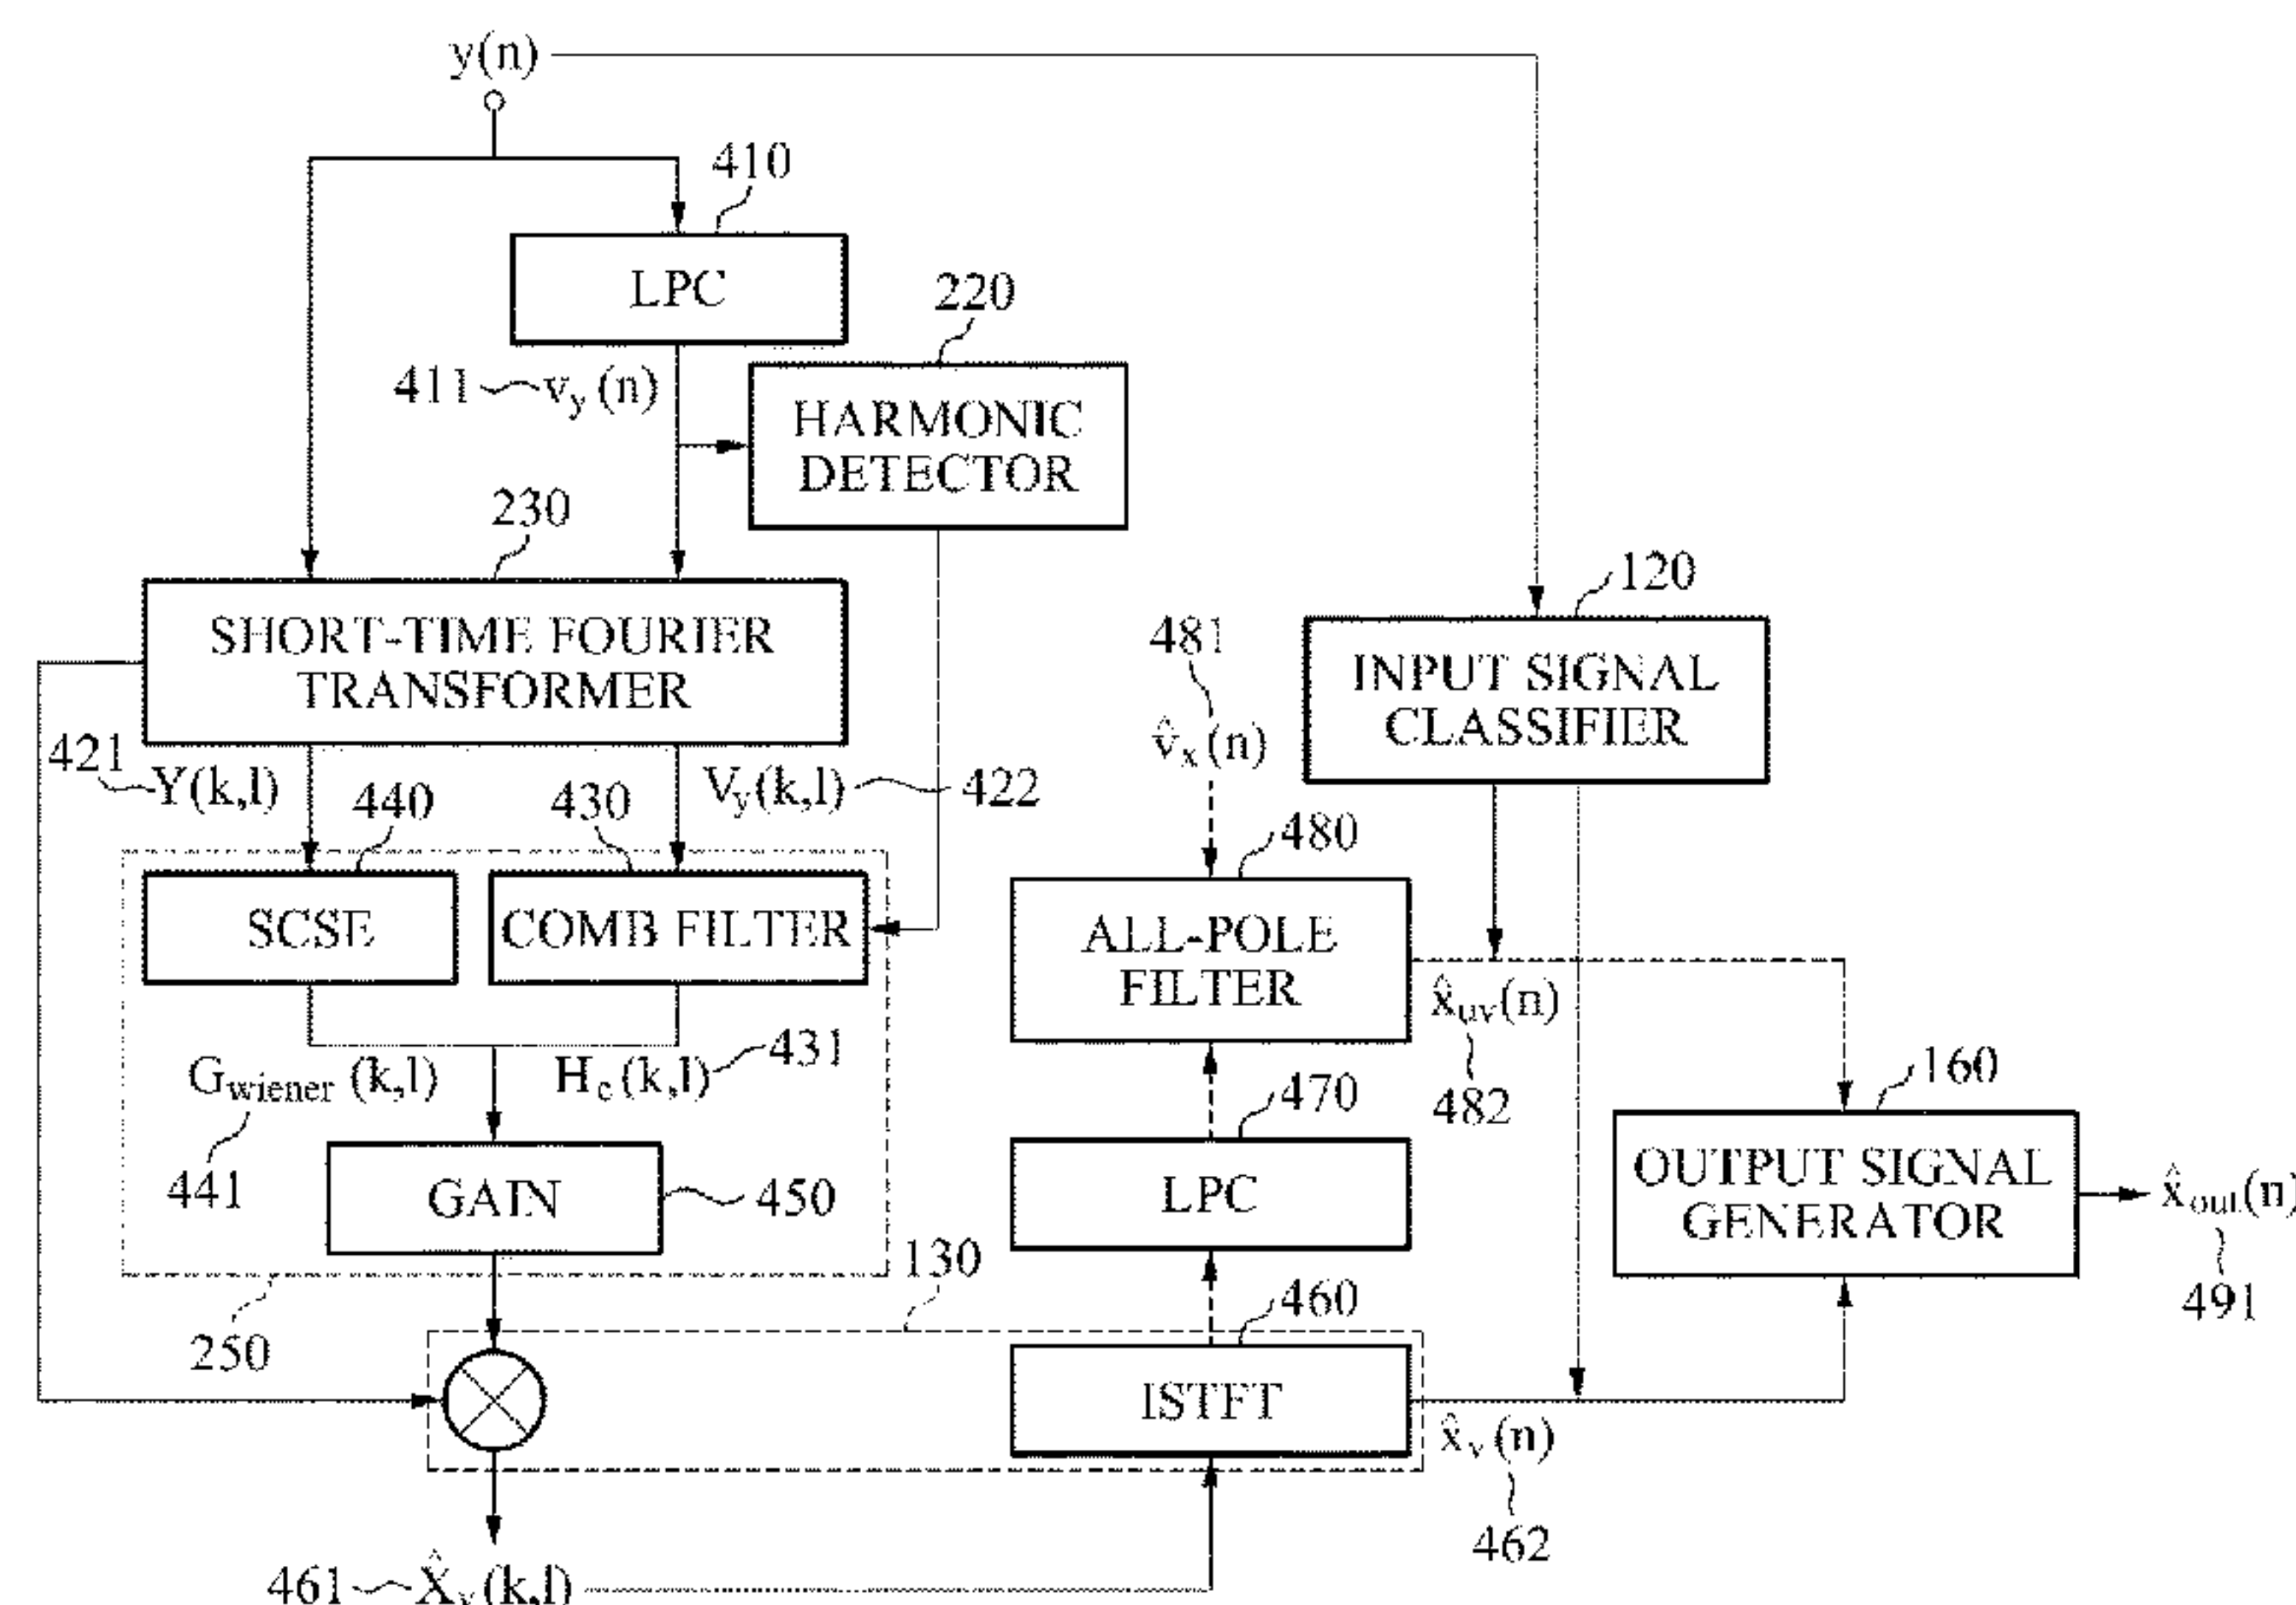 y(n)
410
LPC
220
411 v_y(n)
HARMONIC
DETECTOR
230
SHORT-TIME FOURIER
TRANSFORMER
120
INPUT SIGNAL
CLASSIFIER
481
v̂_x(n)
421 Y(k,l)
440
430
V_y(k,l) 422
480
SCSE
COMB FILTER
ALL-POLE
FILTER
x̂_uv(n)
482
G_wiener(k,l)
441
H_c(k,l) 431
470
160
GAIN
450
LPC
OUTPUT SIGNAL
GENERATOR
x̂_out(n)
491
250
130
460
ISTFT
x̂_v(n)
462
461 X̂_v(k,l)